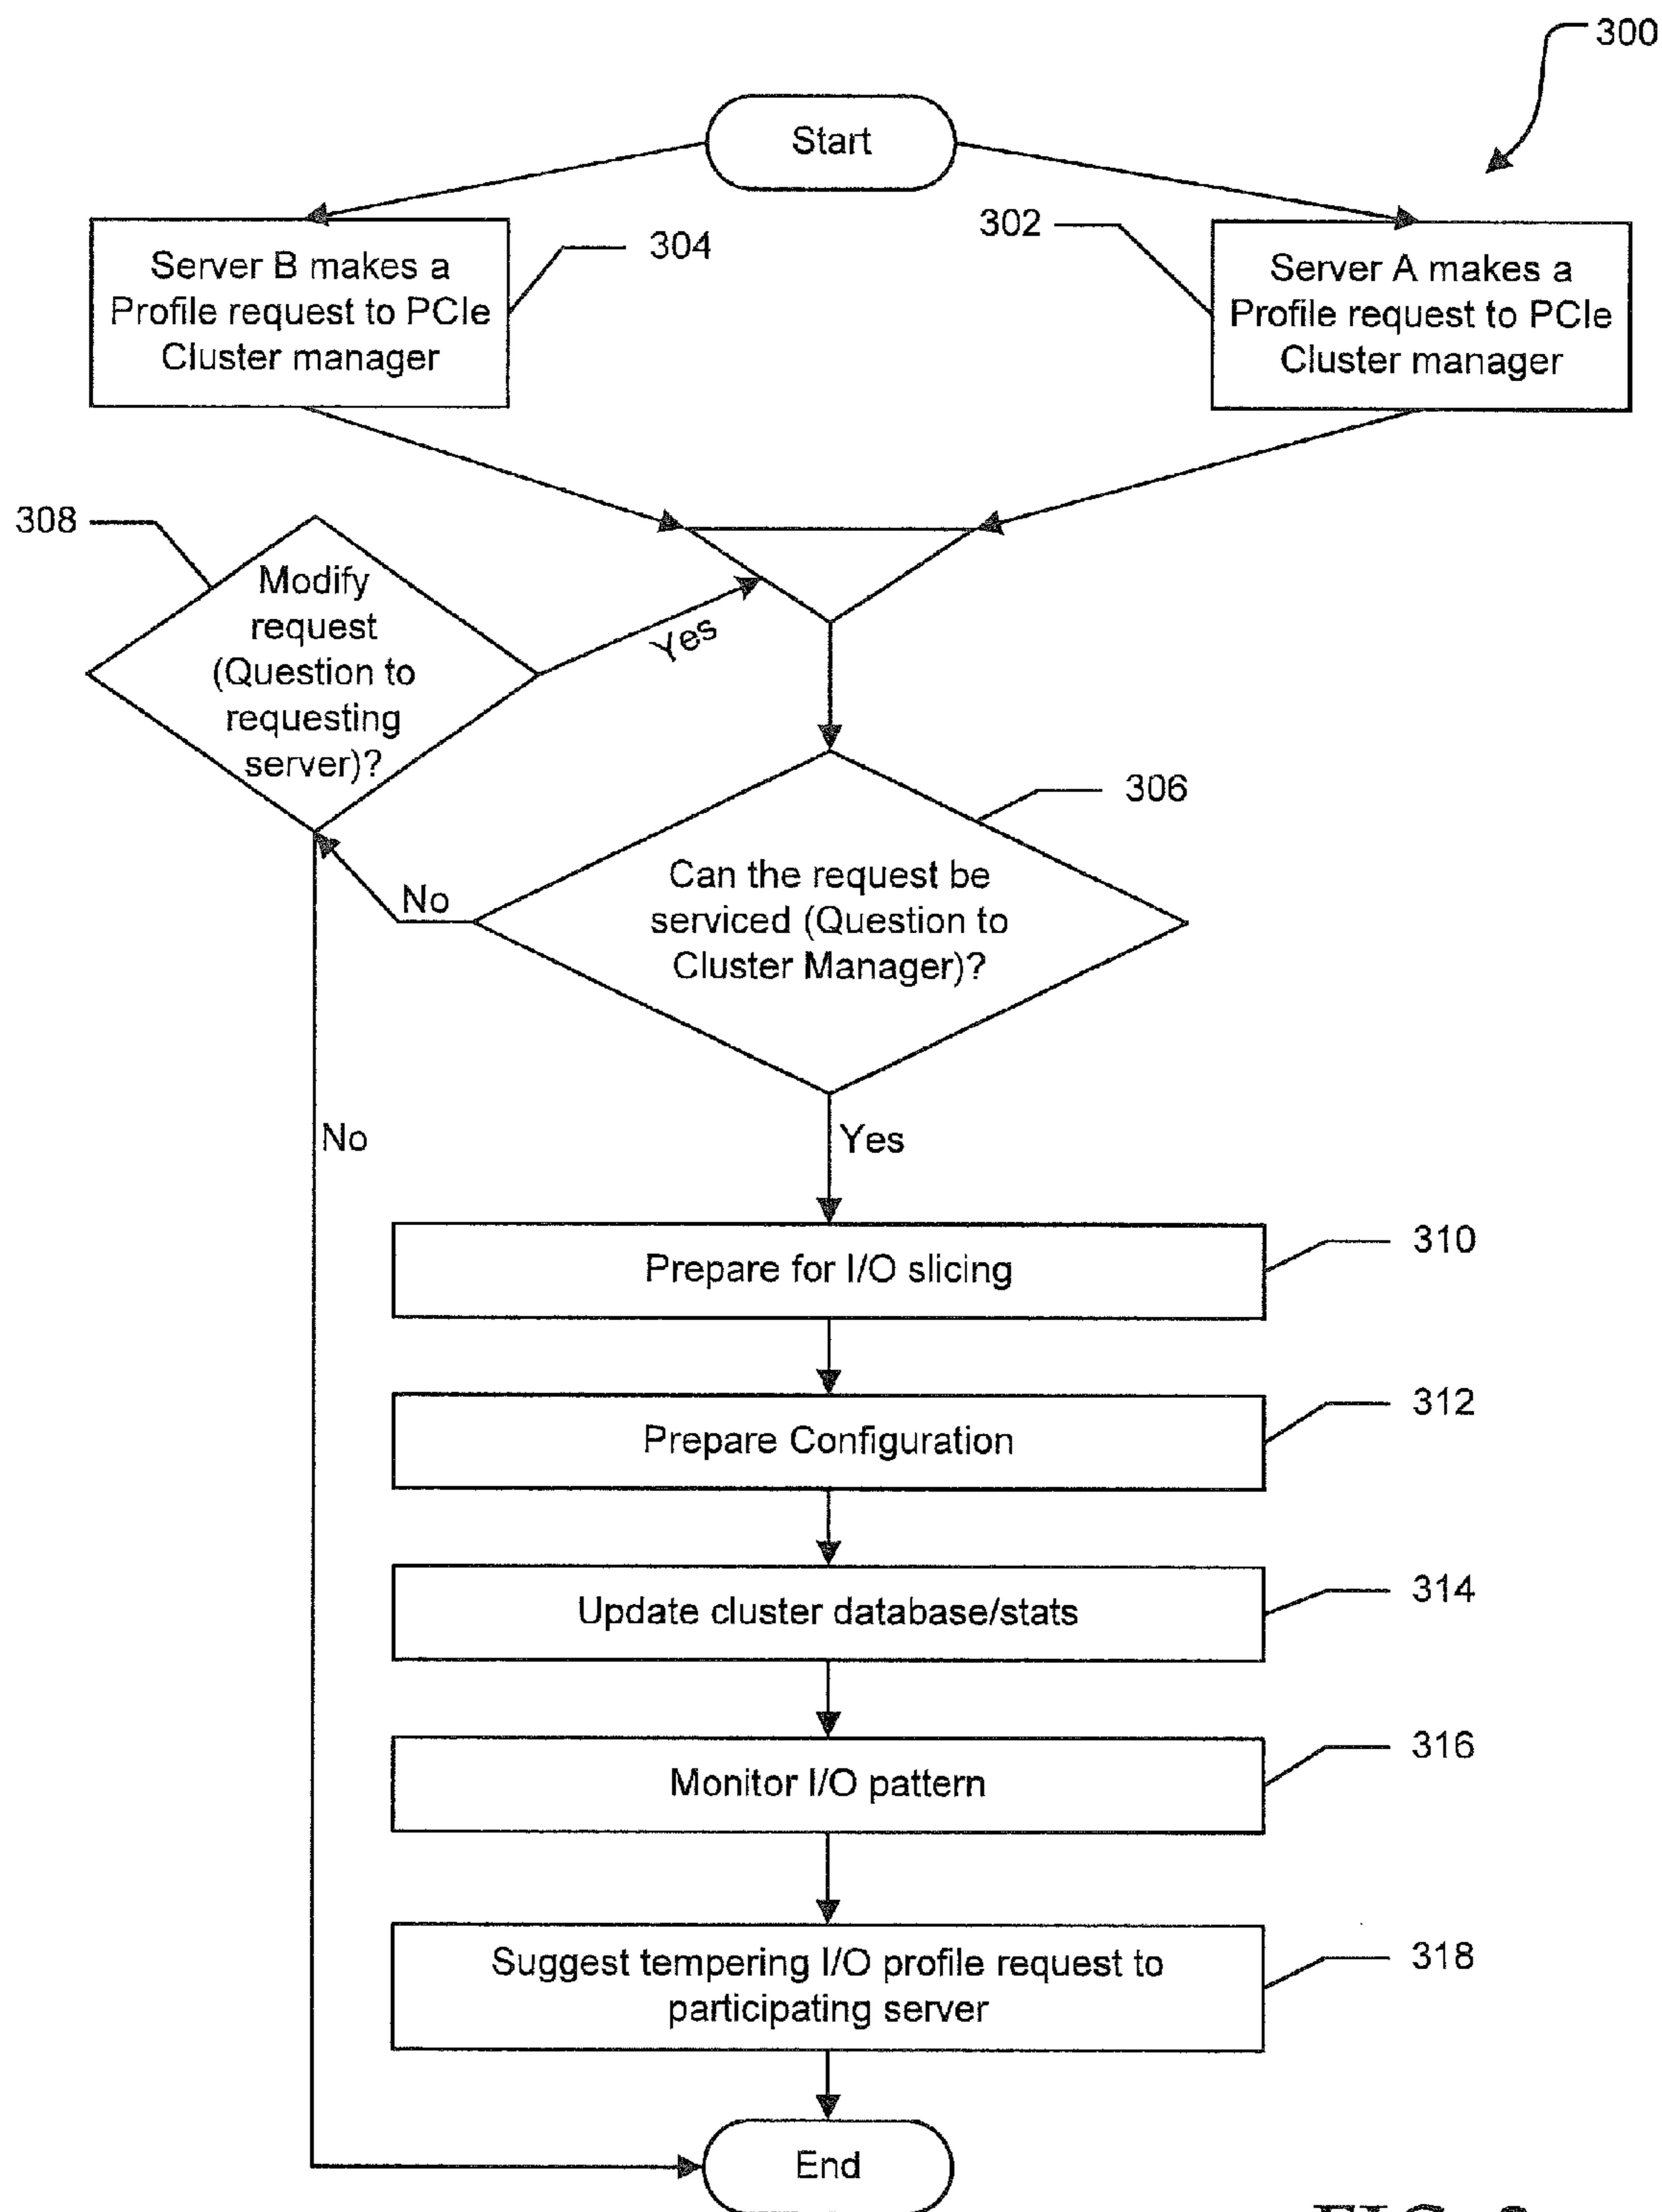 300
Start
304
302
Server B makes a
Profile request to PCIe
Cluster manager
Server A makes a
Profile request to PCIe
Cluster manager
308
Modify
request
(Question to
requesting
server)?
Yes
306
Can the request be
serviced (Question to
Cluster Manager)?
No
No
Yes
Prepare for I/O slicing
310
Prepare Configuration
312
Update cluster database/stats
314
Monitor I/O pattern
316
Suggest tempering I/O profile request to
participating server
318
End